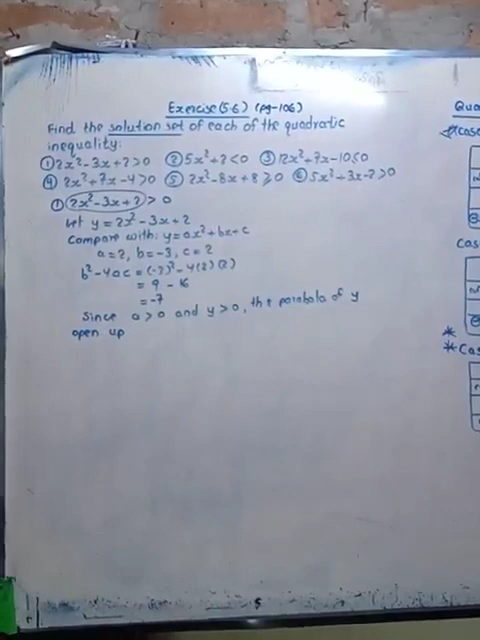 Exercise (5.6) (pg-106)
Find the solution set of each of the quadratic
inequality:
① 2x²-3x+2>0 ② 5x²+2<0 ③ 12x²+7x-10≤0
④ 2x²+7x-4>0 ⑤ 2x²-8x+8≥0 ⑥ 5x²+3x-2>0
① 2x²-3x+2 > 0
Let y=2x²-3x+2
Compare with: y=ax²+bx+c
a=2, b=-3, c=2
b²-4ac = (-3)²-4(2)(2)
= 9 - 16
= -7
Since a>0 and y>0, the parabola of y
open up
Qua
Case
Cas
* Cas